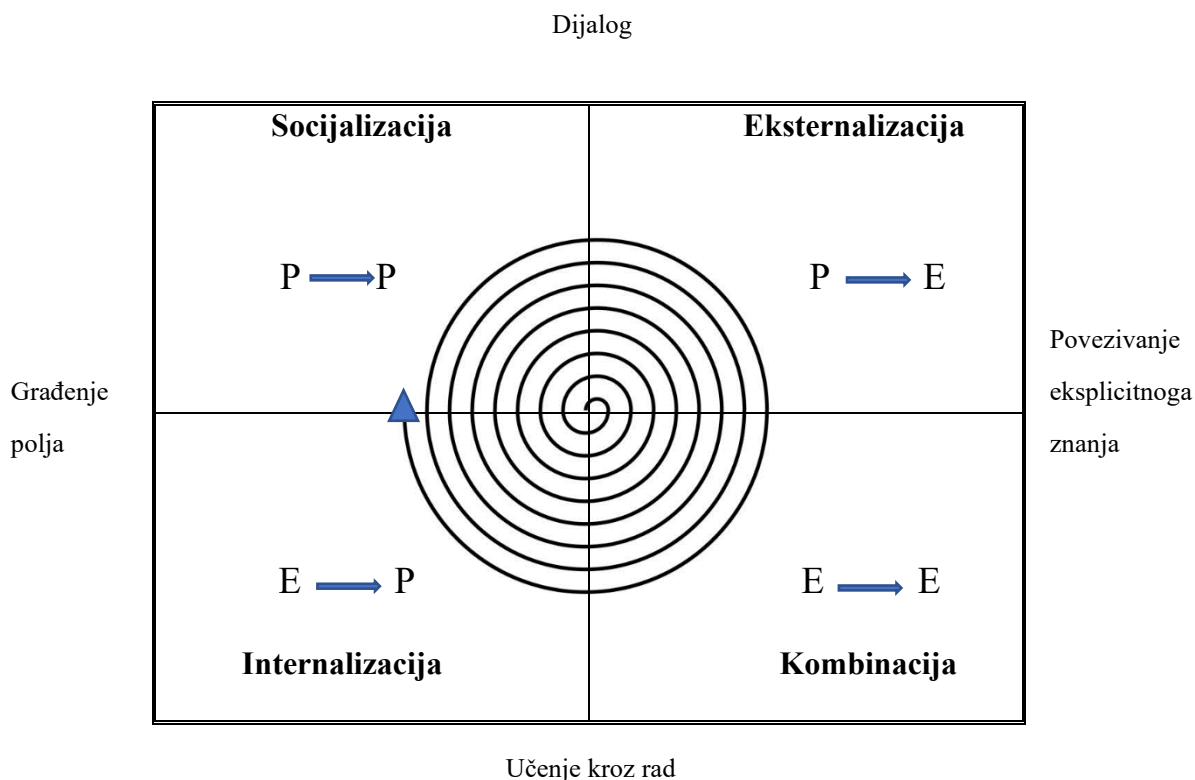 Dijalog
Socijalizacija
Eksternalizacija
P P
P E
Građenje
polja
Povezivanje
eksplicitnoga
znanja
E P
E E
Internalizacija
Kombinacija
Učenje kroz rad